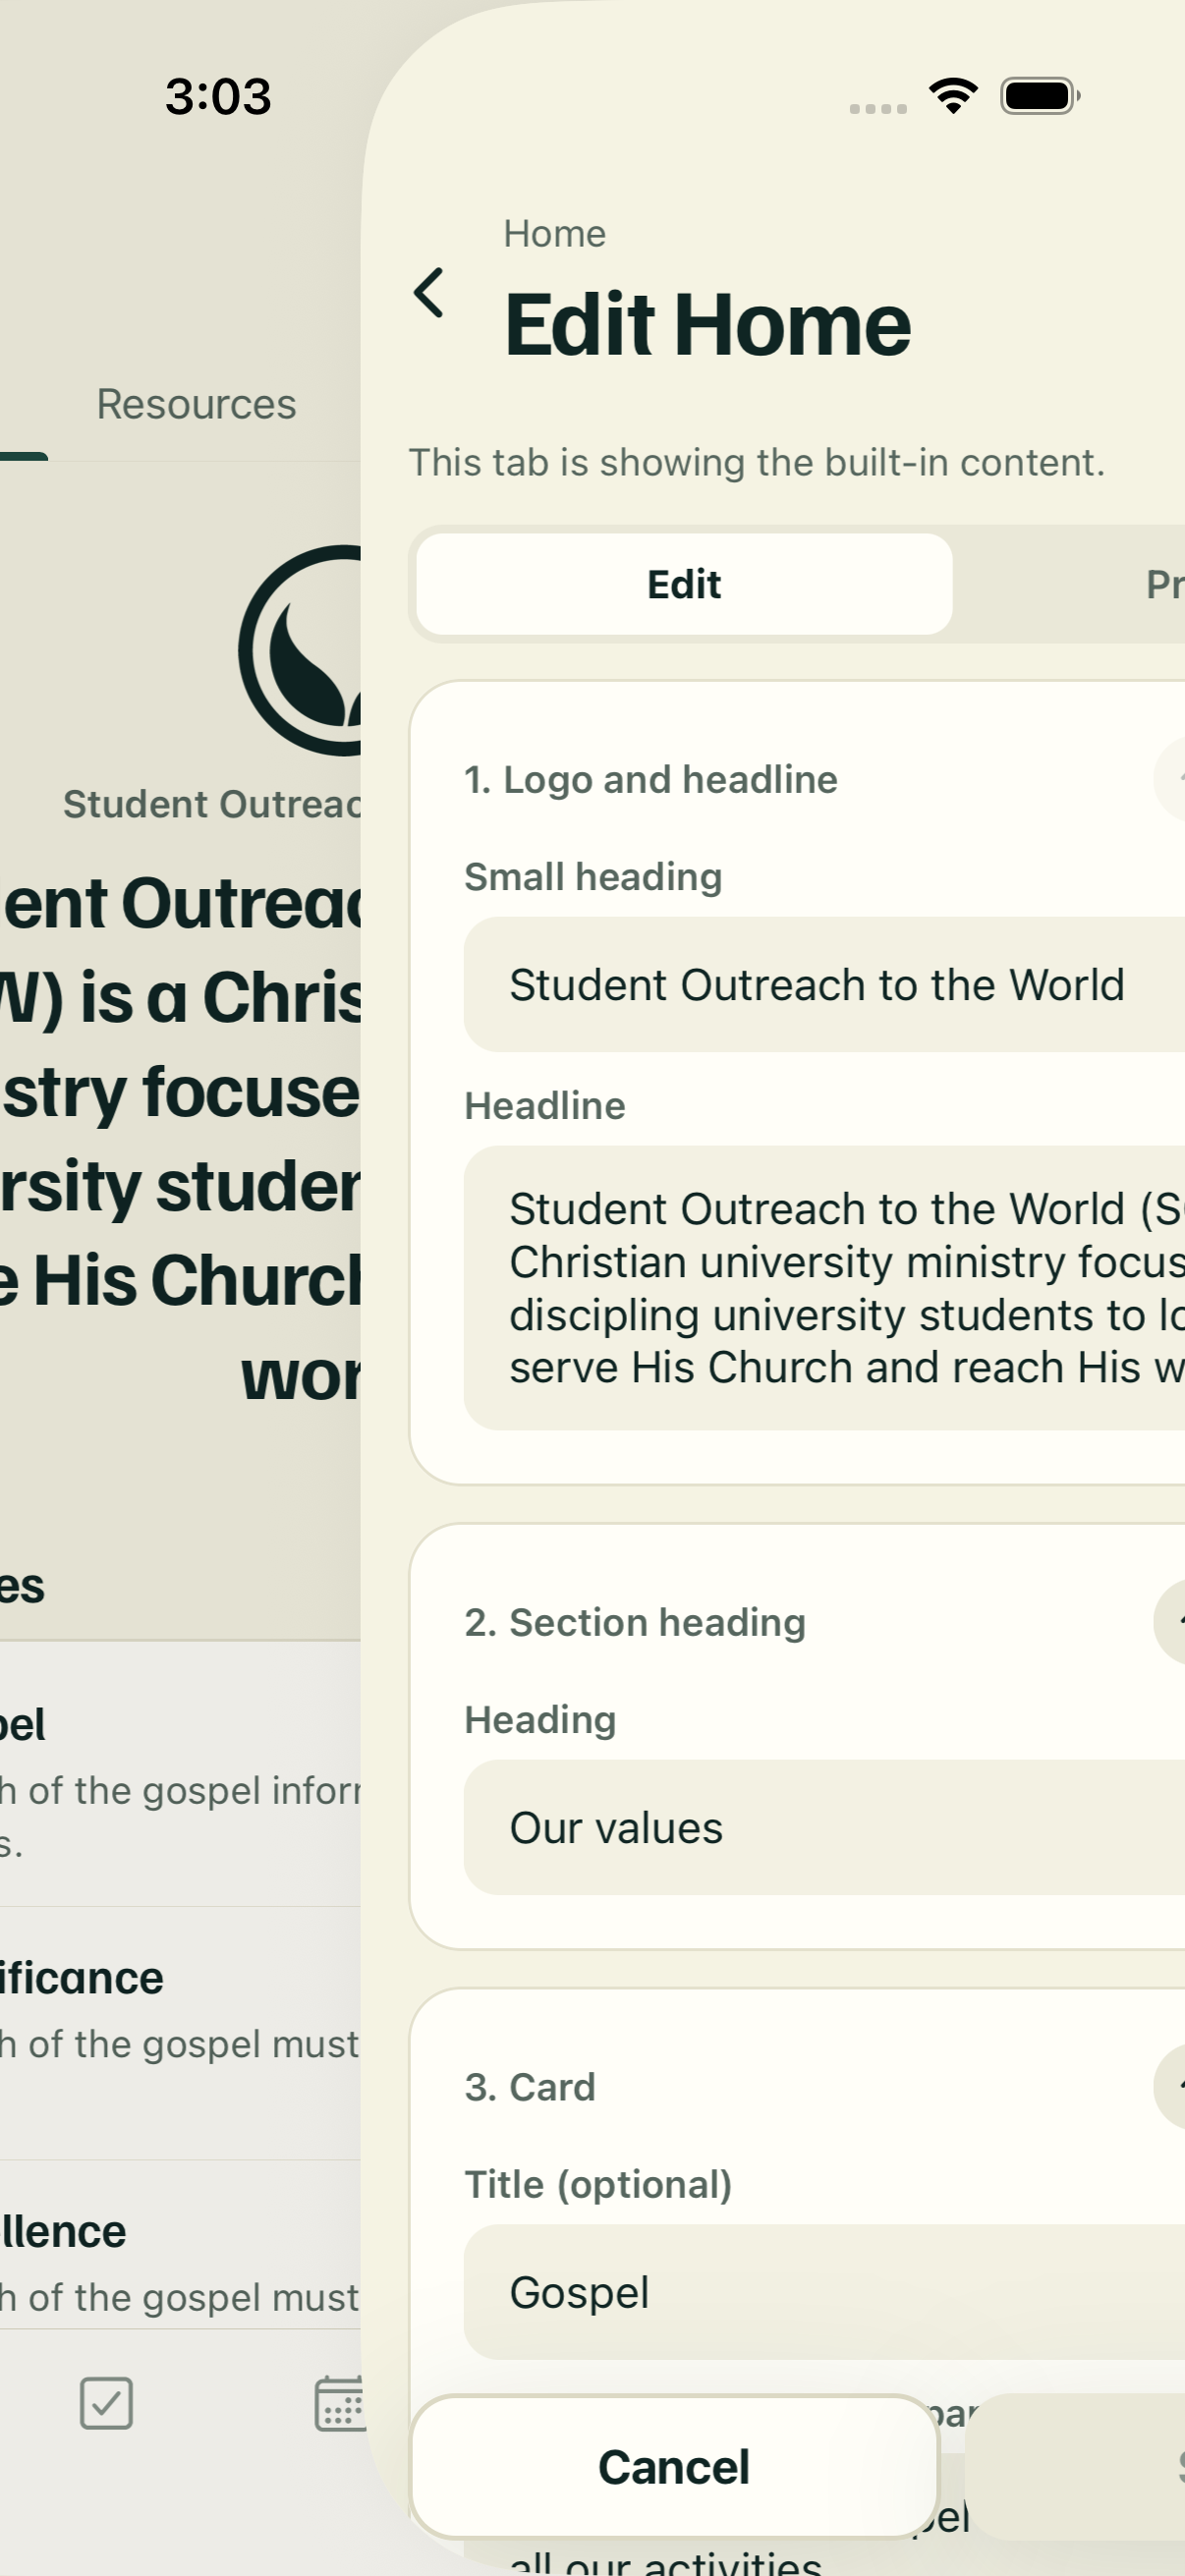 3:03
Resources
Student Outreac
ent Outreac
W) is a Chris
stry focuse
rsity studen
e His Church
wor
es
pel
h of the gospel inforr
s.
ificance
h of the gospel must
llence
h of the gospel must
Home
Edit Home
This tab is showing the built-in content.
Edit
Pr
1. Logo and headline
Small heading
Student Outreach to the World
Headline
Student Outreach to the World (S
Christian university ministry focus
discipling university students to lo
serve His Church and reach His w
2. Section heading
Heading
Our values
3. Card
Title (optional)
Gospel
par
Cancel
S
pel
all our activities